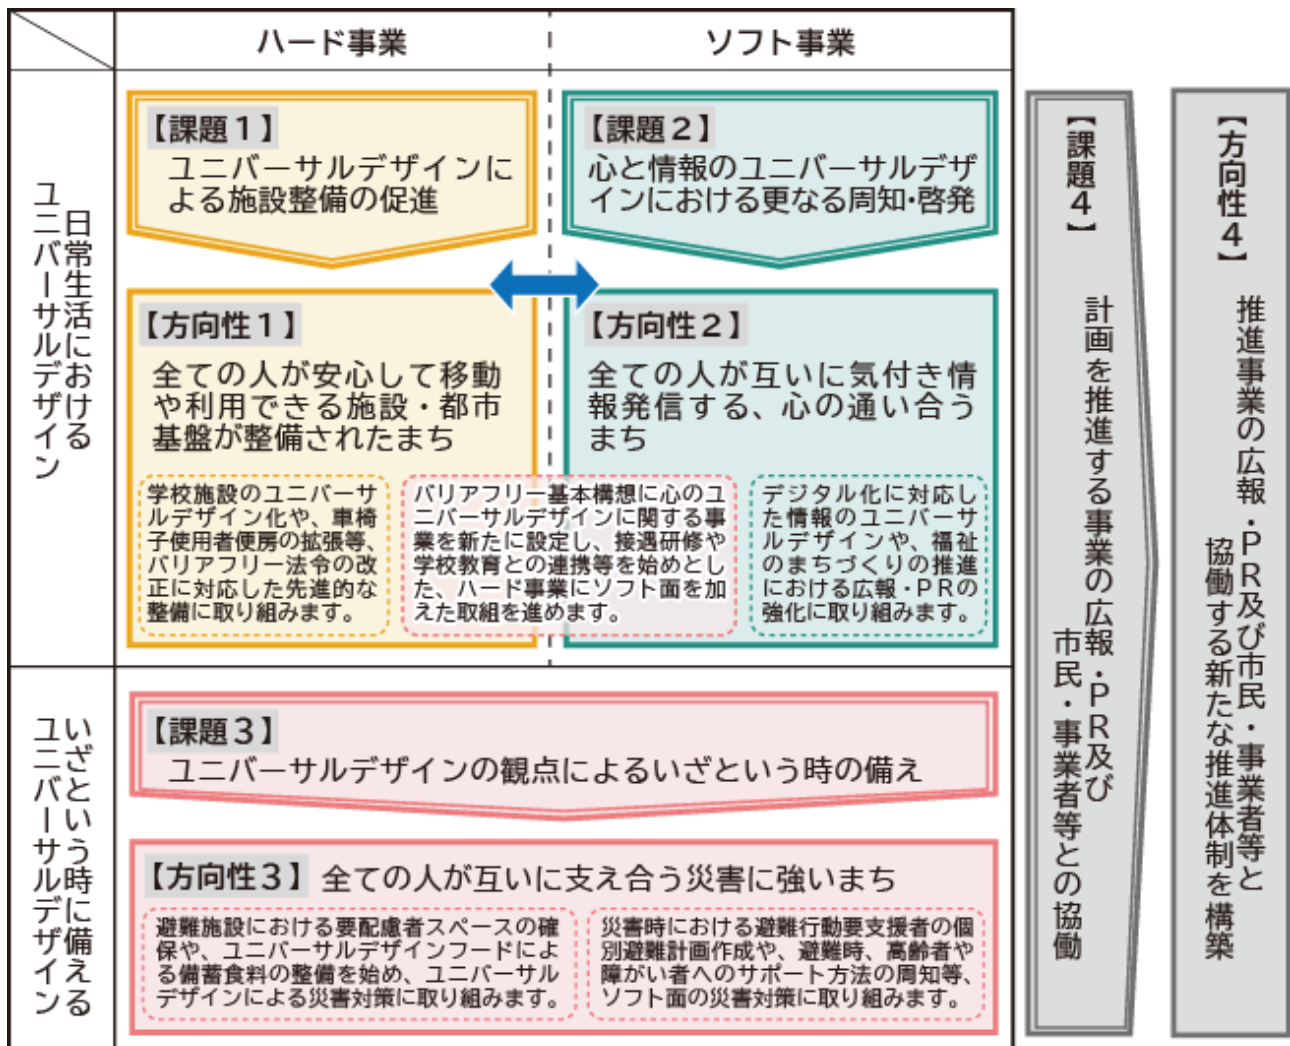 ハード事業
ソフト事業
日常生活における
ユニバーサルデザイン
【課題1】
ユニバーサルデザインに
よる施設整備の促進
【課題2】
心と情報のユニバーサルデザ
インにおける更なる周知・啓発
【方向性1】
全ての人が安心して移動
や利用できる施設・都市
基盤が整備されたまち
【方向性2】
全ての人が互いに気付き情
報発信する、心の通い合う
まち
学校施設のユニバーサ
ルデザイン化や、車椅
子使用者便房の拡張等、
バリアフリー法令の改
正に対応した先進的な
整備に取り組みます。
バリアフリー基本構想に心のユ
ニバーサルデザインに関する事
業を新たに設定し、接遇研修や
学校教育との連携等を始めとし
た、ハード事業にソフト面を加
えた取組を進めます。
デジタル化に対応し
た情報のユニバーサ
ルデザインや、福祉
のまちづくりの推進
における広報・PRの
強化に取り組みます。
いざという時に備える
ユニバーサルデザイン
【課題3】
ユニバーサルデザインの観点によるいざという時の備え
【方向性3】全ての人が互いに支え合う災害に強いまち
避難施設における要配慮者スペースの確
保や、ユニバーサルデザインフードによ
る備蓄食料の整備を始め、ユニバーサル
デザインによる災害対策に取り組みます。
災害時における避難行動要支援者の個
別避難計画作成や、避難時、高齢者や
障がい者へのサポート方法の周知等、
ソフト面の災害対策に取り組みます。
【課題4】
計画を推進する事業の広報・PR及び
市民・事業者等との協働
【方向性4】
推進事業の広報・PR及び市民・事業者等と
協働する新たな推進体制を構築